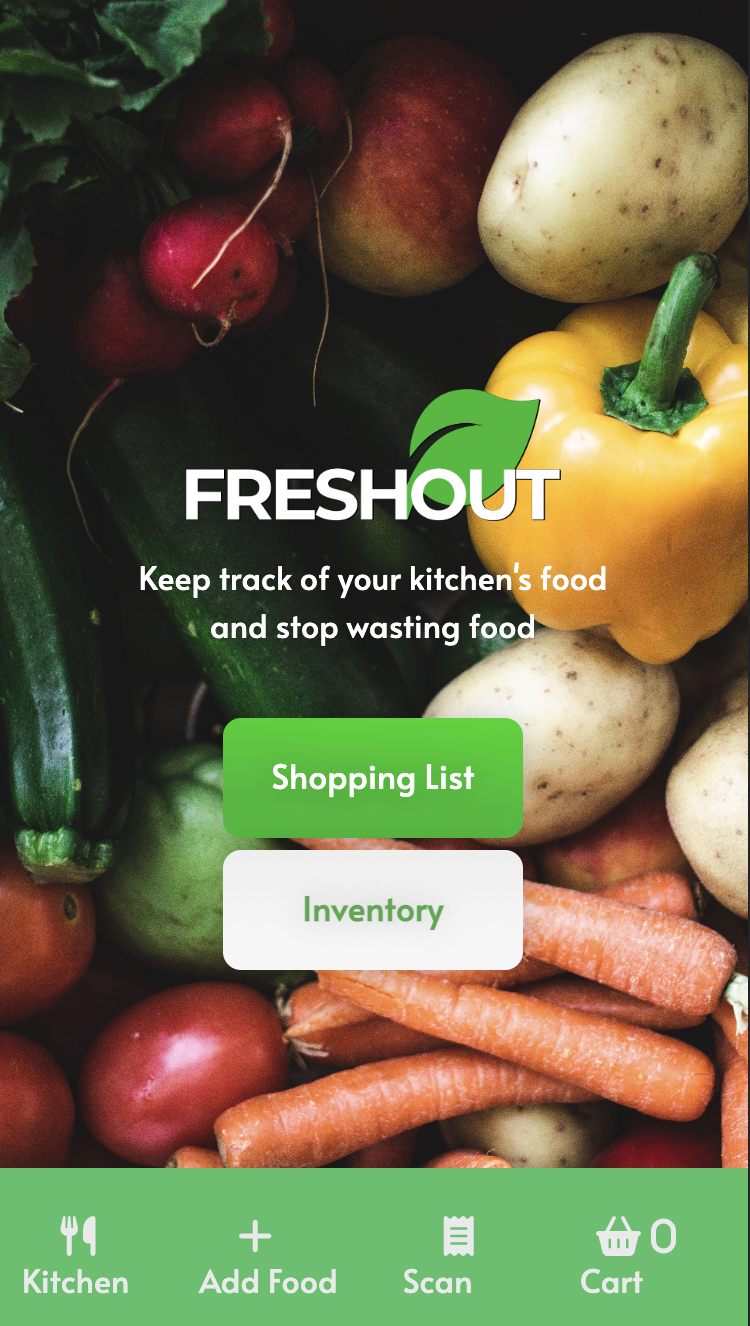 FRESHOUT
Keep track of your kitchen's food
and stop wasting food
Shopping List
Inventory
0
Kitchen Add Food Scan Cart